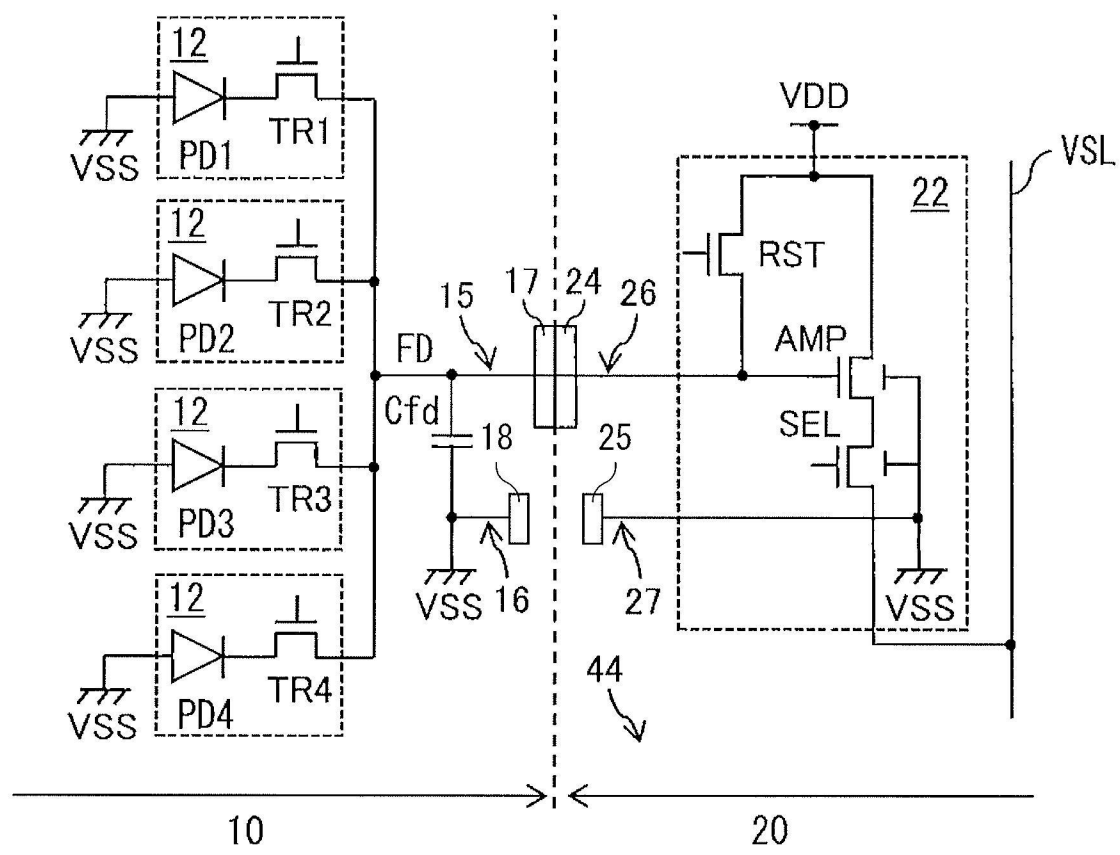 12
VSS
PD1
TR1
12
VSS
PD2
TR2
12
VSS
PD3
TR3
12
VSS
PD4
TR4
15
FD
Cfd
17
24
26
18
25
VSS
16
27
44
VDD
VSL
22
RST
AMP
SEL
VSS
10
20